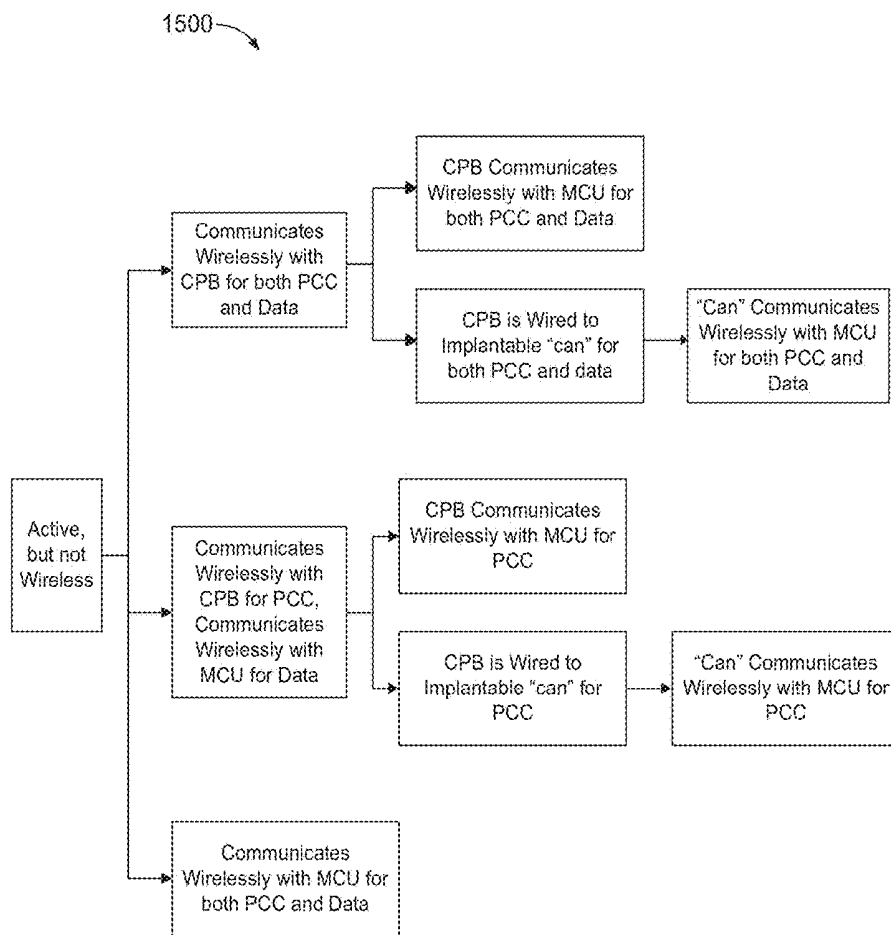 1500
CPB Communicates
Wirelessly with MCU for
both PCC and Data
Communicates
Wirelessly with
CPB for both PCC
and Data
CPB is Wired to
Implantable "can" for
both PCC and data
"Can" Communicates
Wirelessly with MCU
for both PCC and
Data
Active,
but not
Wireless
Communicates
Wirelessly with
CPB for PCC,
Communicates
Wirelessly with
MCU for Data
CPB Communicates
Wirelessly with MCU for
PCC
CPB is Wired to
Implantable "can" for
PCC
"Can" Communicates
Wirelessly with MCU for
PCC
Communicates
Wirelessly with MCU for
both PCC and Data